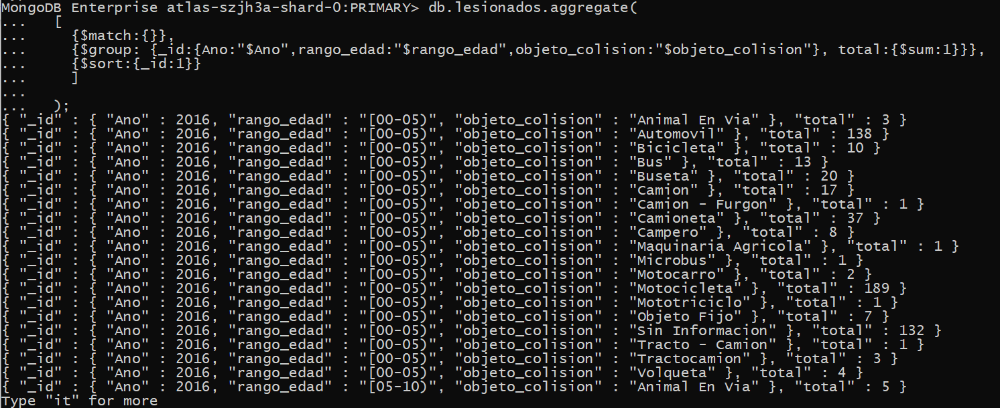 MongoDB Enterprise atlas-szjh3a-shard-0:PRIMARY> db.lesionados.aggregate(
...   [
...     {$match:{}},
...     {$group: {_id:{Ano:"$Ano",rango_edad:"$rango_edad",objeto_colision:"$objeto_colision"}, total:{$sum:1}}},
...     {$sort:{_id:1}}
...     ]
...
...   );
{ "_id" : { "Ano" : 2016, "rango_edad" : "[00-05)", "objeto_colision" : "Animal En Via" }, "total" : 3 }
{ "_id" : { "Ano" : 2016, "rango_edad" : "[00-05)", "objeto_colision" : "Automovil" }, "total" : 138 }
{ "_id" : { "Ano" : 2016, "rango_edad" : "[00-05)", "objeto_colision" : "Bicicleta" }, "total" : 10 }
{ "_id" : { "Ano" : 2016, "rango_edad" : "[00-05)", "objeto_colision" : "Bus" }, "total" : 13 }
{ "_id" : { "Ano" : 2016, "rango_edad" : "[00-05)", "objeto_colision" : "Buseta" }, "total" : 20 }
{ "_id" : { "Ano" : 2016, "rango_edad" : "[00-05)", "objeto_colision" : "Camion" }, "total" : 17 }
{ "_id" : { "Ano" : 2016, "rango_edad" : "[00-05)", "objeto_colision" : "Camion - Furgon" }, "total" : 1 }
{ "_id" : { "Ano" : 2016, "rango_edad" : "[00-05)", "objeto_colision" : "Camioneta" }, "total" : 37 }
{ "_id" : { "Ano" : 2016, "rango_edad" : "[00-05)", "objeto_colision" : "Campero" }, "total" : 8 }
{ "_id" : { "Ano" : 2016, "rango_edad" : "[00-05)", "objeto_colision" : "Maquinaria Agricola" }, "total" : 1 }
{ "_id" : { "Ano" : 2016, "rango_edad" : "[00-05)", "objeto_colision" : "Microbus" }, "total" : 1 }
{ "_id" : { "Ano" : 2016, "rango_edad" : "[00-05)", "objeto_colision" : "Motocarro" }, "total" : 2 }
{ "_id" : { "Ano" : 2016, "rango_edad" : "[00-05)", "objeto_colision" : "Motocicleta" }, "total" : 189 }
{ "_id" : { "Ano" : 2016, "rango_edad" : "[00-05)", "objeto_colision" : "Mototriciclo" }, "total" : 1 }
{ "_id" : { "Ano" : 2016, "rango_edad" : "[00-05)", "objeto_colision" : "Objeto Fijo" }, "total" : 7 }
{ "_id" : { "Ano" : 2016, "rango_edad" : "[00-05)", "objeto_colision" : "Sin Informacion" }, "total" : 132 }
{ "_id" : { "Ano" : 2016, "rango_edad" : "[00-05)", "objeto_colision" : "Tracto - Camion" }, "total" : 1 }
{ "_id" : { "Ano" : 2016, "rango_edad" : "[00-05)", "objeto_colision" : "Tractocamion" }, "total" : 3 }
{ "_id" : { "Ano" : 2016, "rango_edad" : "[00-05)", "objeto_colision" : "Volqueta" }, "total" : 4 }
{ "_id" : { "Ano" : 2016, "rango_edad" : "[05-10)", "objeto_colision" : "Animal En Via" }, "total" : 5 }
Type "it" for more